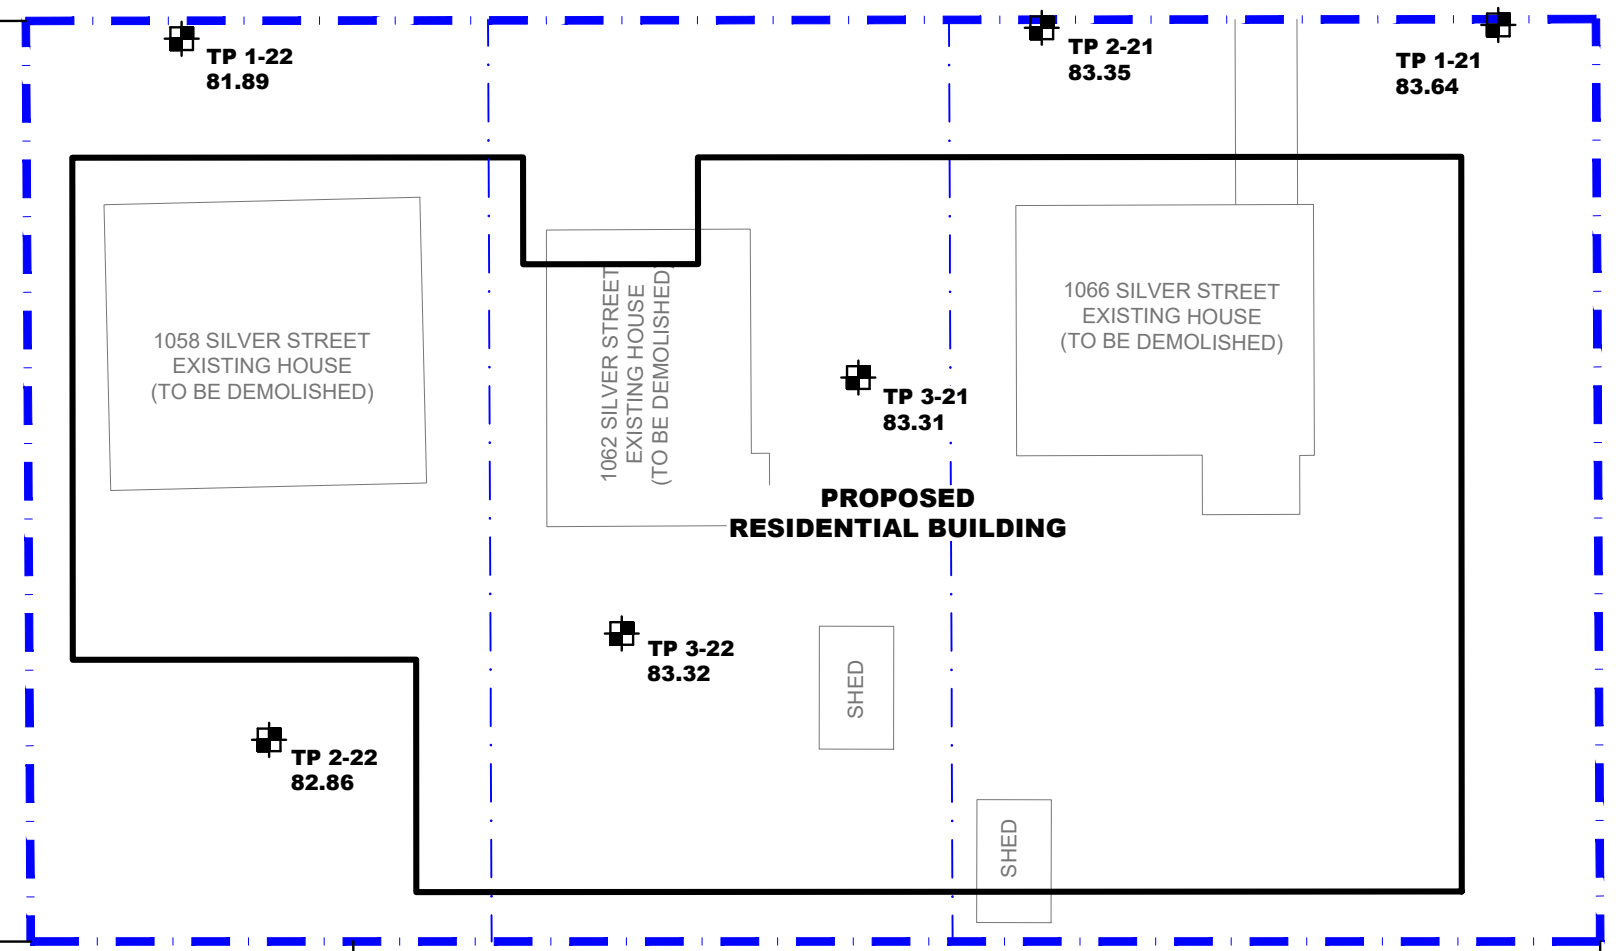 TP 1-22
81.89
TP 2-21
83.35
TP 1-21
83.64
1058 SILVER STREET
EXISTING HOUSE
(TO BE DEMOLISHED)
1062 SILVER STREET
EXISTING HOUSE
(TO BE DEMOLISHED)
1066 SILVER STREET
EXISTING HOUSE
(TO BE DEMOLISHED)
TP 3-21
83.31
PROPOSED
RESIDENTIAL BUILDING
TP 3-22
83.32
SHED
TP 2-22
82.86
SHED